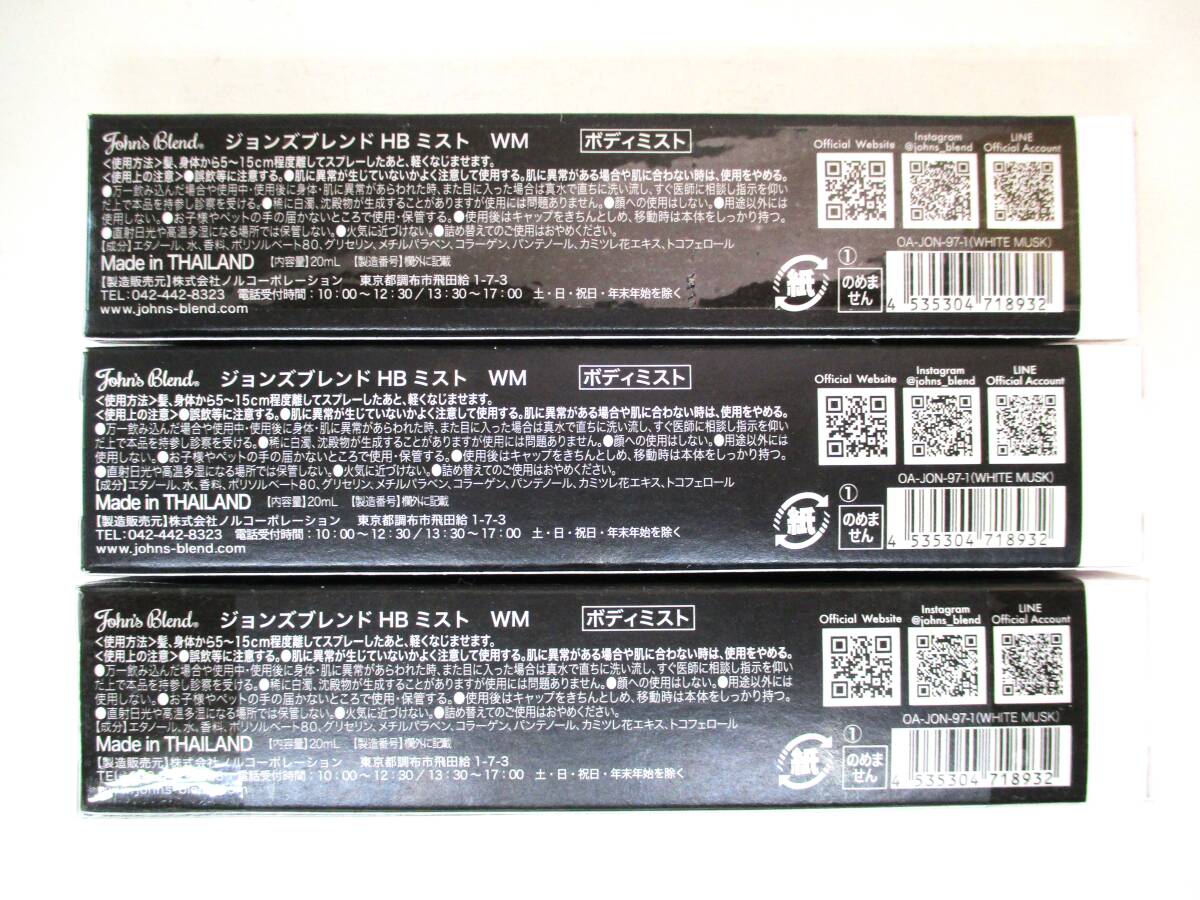 John's Blend® ジョンズブレンド HB ミスト WM ボディミスト
<使用方法>髪、身体から5〜15cm程度離してスプレーしたあと、軽くなじませます。
<使用上の注意>●誤飲等に注意する。●肌に異常が生じていないかよく注意して使用する。肌に異常がある場合や肌に合わない時は、使用をやめる。
●万一飲み込んだ場合や使用中・使用後に身体・肌に異常があらわれた時、また目に入った場合は真水で直ちに洗い流し、すぐ医師に相談し指示を仰い
だ上で本品を持参し診察を受ける。●稀に白濁、沈殿物が生成することがありますが使用には問題ありません。●顔への使用はしない。●用途以外には
使用しない。●お子様やペットの手の届かないところで使用・保管する。●使用後はキャップをきちんとしめ、移動時は本体をしっかり持つ。
●直射日光や高温多湿になる場所では保管しない。●火気に近づけない。●詰め替えてのご使用はおやめください。
【成分】エタノール、水、香料、ポリソルベート80、グリセリン、メチルパラベン、コラーゲン、パンテノール、カミツレ花エキス、トコフェロール
Made in THAILAND 【内容量】20mL 【製造番号】欄外に記載
【製造販売元】株式会社ノルコーポレーション 東京都調布市飛田給 1-7-3
TEL:042-442-8323 電話受付時間:10:00〜12:30/13:30〜17:00 土・日・祝日・年末年始を除く
www.johns-blend.com
Official Website
Instagram
@johns_blend
LINE
Official Account
OA-JON-97-1(WHITE MUSK)
①
紙
のめま
せん
4 535304 718932
John's Blend® ジョンズブレンド HB ミスト WM ボディミスト
<使用方法>髪、身体から5〜15cm程度離してスプレーしたあと、軽くなじませます。
<使用上の注意>●誤飲等に注意する。●肌に異常が生じていないかよく注意して使用する。肌に異常がある場合や肌に合わない時は、使用をやめる。
●万一飲み込んだ場合や使用中・使用後に身体・肌に異常があらわれた時、また目に入った場合は真水で直ちに洗い流し、すぐ医師に相談し指示を仰い
だ上で本品を持参し診察を受ける。●稀に白濁、沈殿物が生成することがありますが使用には問題ありません。●顔への使用はしない。●用途以外には
使用しない。●お子様やペットの手の届かないところで使用・保管する。●使用後はキャップをきちんとしめ、移動時は本体をしっかり持つ。
●直射日光や高温多湿になる場所では保管しない。●火気に近づけない。●詰め替えてのご使用はおやめください。
【成分】エタノール、水、香料、ポリソルベート80、グリセリン、メチルパラベン、コラーゲン、パンテノール、カミツレ花エキス、トコフェロール
Made in THAILAND 【内容量】20mL 【製造番号】欄外に記載
【製造販売元】株式会社ノルコーポレーション 東京都調布市飛田給 1-7-3
TEL:042-442-8323 電話受付時間:10:00〜12:30/13:30〜17:00 土・日・祝日・年末年始を除く
www.johns-blend.com
Official Website
Instagram
@johns_blend
LINE
Official Account
OA-JON-97-1(WHITE MUSK)
①
紙
のめま
せん
4 535304 718932
John's Blend® ジョンズブレンド HB ミスト WM ボディミスト
<使用方法>髪、身体から5〜15cm程度離してスプレーしたあと、軽くなじませます。
<使用上の注意>●誤飲等に注意する。●肌に異常が生じていないかよく注意して使用する。肌に異常がある場合や肌に合わない時は、使用をやめる。
●万一飲み込んだ場合や使用中・使用後に身体・肌に異常があらわれた時、また目に入った場合は真水で直ちに洗い流し、すぐ医師に相談し指示を仰い
だ上で本品を持参し診察を受ける。●稀に白濁、沈殿物が生成することがありますが使用には問題ありません。●顔への使用はしない。●用途以外には
使用しない。●お子様やペットの手の届かないところで使用・保管する。●使用後はキャップをきちんとしめ、移動時は本体をしっかり持つ。
●直射日光や高温多湿になる場所では保管しない。●火気に近づけない。●詰め替えてのご使用はおやめください。
【成分】エタノール、水、香料、ポリソルベート80、グリセリン、メチルパラベン、コラーゲン、パンテノール、カミツレ花エキス、トコフェロール
Made in THAILAND 【内容量】20mL 【製造番号】欄外に記載
【製造販売元】株式会社ノルコーポレーション 東京都調布市飛田給 1-7-3
電話受付時間:10:00〜12:30/13:30〜17:00 土・日・祝日・年末年始を除く
www.johns-blend.com
Official Website
Instagram
@johns_blend
LINE
Official Account
OA-JON-97-1(WHITE MUSK)
①
紙
のめま
せん
4 535304 718932